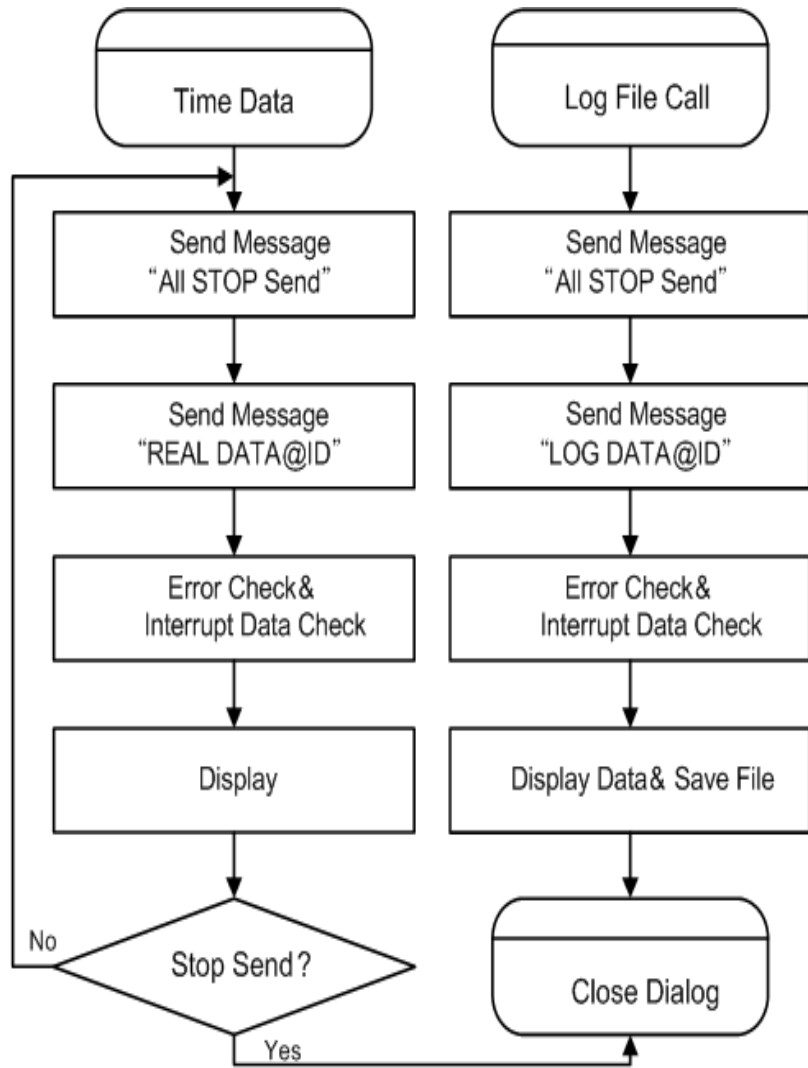 Time Data
Send Message
“All STOP Send”
Send Message
“REAL DATA@ID”
Error Check&
Interrupt Data Check
Display
Stop Send?
No
Yes
Log File Call
Send Message
“All STOP Send”
Send Message
“LOG DATA@ID”
Error Check&
Interrupt Data Check
Display Data& Save File
Close Dialog